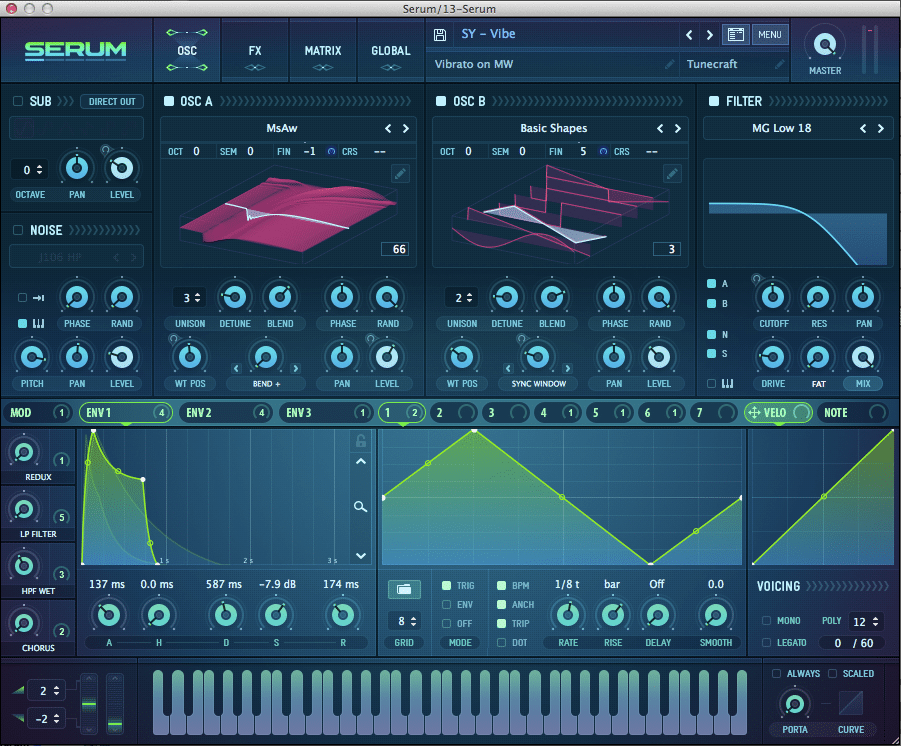 Serum/13-Serum
SERUM
OSC
FX
MATRIX
GLOBAL
SY - Vibe
MENU
Vibrato on MW
Tunecraft
MASTER
SUB
DIRECT OUT
OSC A
OSC B
FILTER
MsAw
Basic Shapes
MG Low 18
OCT 0 SEM 0 FIN -1 CRS --
OCT 0 SEM 0 FIN 5 CRS --
0
OCTAVE PAN LEVEL
NOISE
J106 HP
66
3
3
2
A
B
PHASE RAND
UNISON DETUNE BLEND PHASE RAND
UNISON DETUNE BLEND PHASE RAND
CUTOFF RES PAN
N
S
PITCH PAN LEVEL
WT POS BEND + PAN LEVEL
WT POS SYNC WINDOW PAN LEVEL
DRIVE FAT MIX
MOD 1 ENV 1 4 ENV 2 4 ENV 3 1 1 2 2 3 4 1 5 1 6 1 7 VELO NOTE
1
REDUX
5
LP FILTER
3
HPF WET
2
CHORUS
1 s 2 s 3 s
137 ms 0.0 ms 587 ms -7.9 dB 174 ms
A H D S R
8
GRID
TRIG
ENV
OFF
MODE
BPM
ANCH
TRIP
DOT
1/8 t bar Off 0.0
RATE RISE DELAY SMOOTH
VOICING
MONO POLY 12
LEGATO 0 / 60
2
-2
ALWAYS SCALED
PORTA CURVE